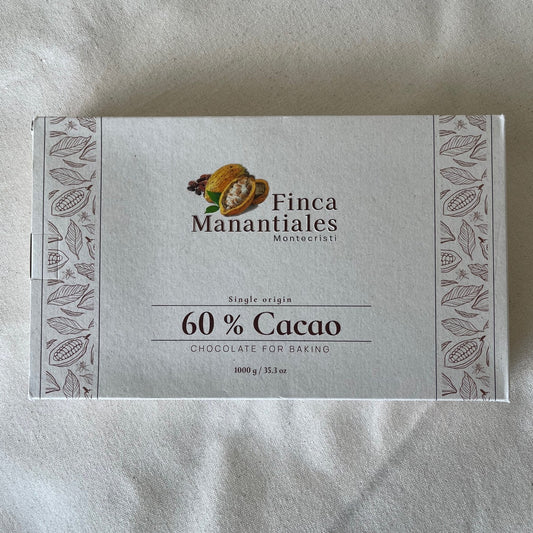 Finca
Manantiales
Montecristi
Single origin
60 % Cacao
CHOCOLATE FOR BAKING
1000 g / 35.3 oz